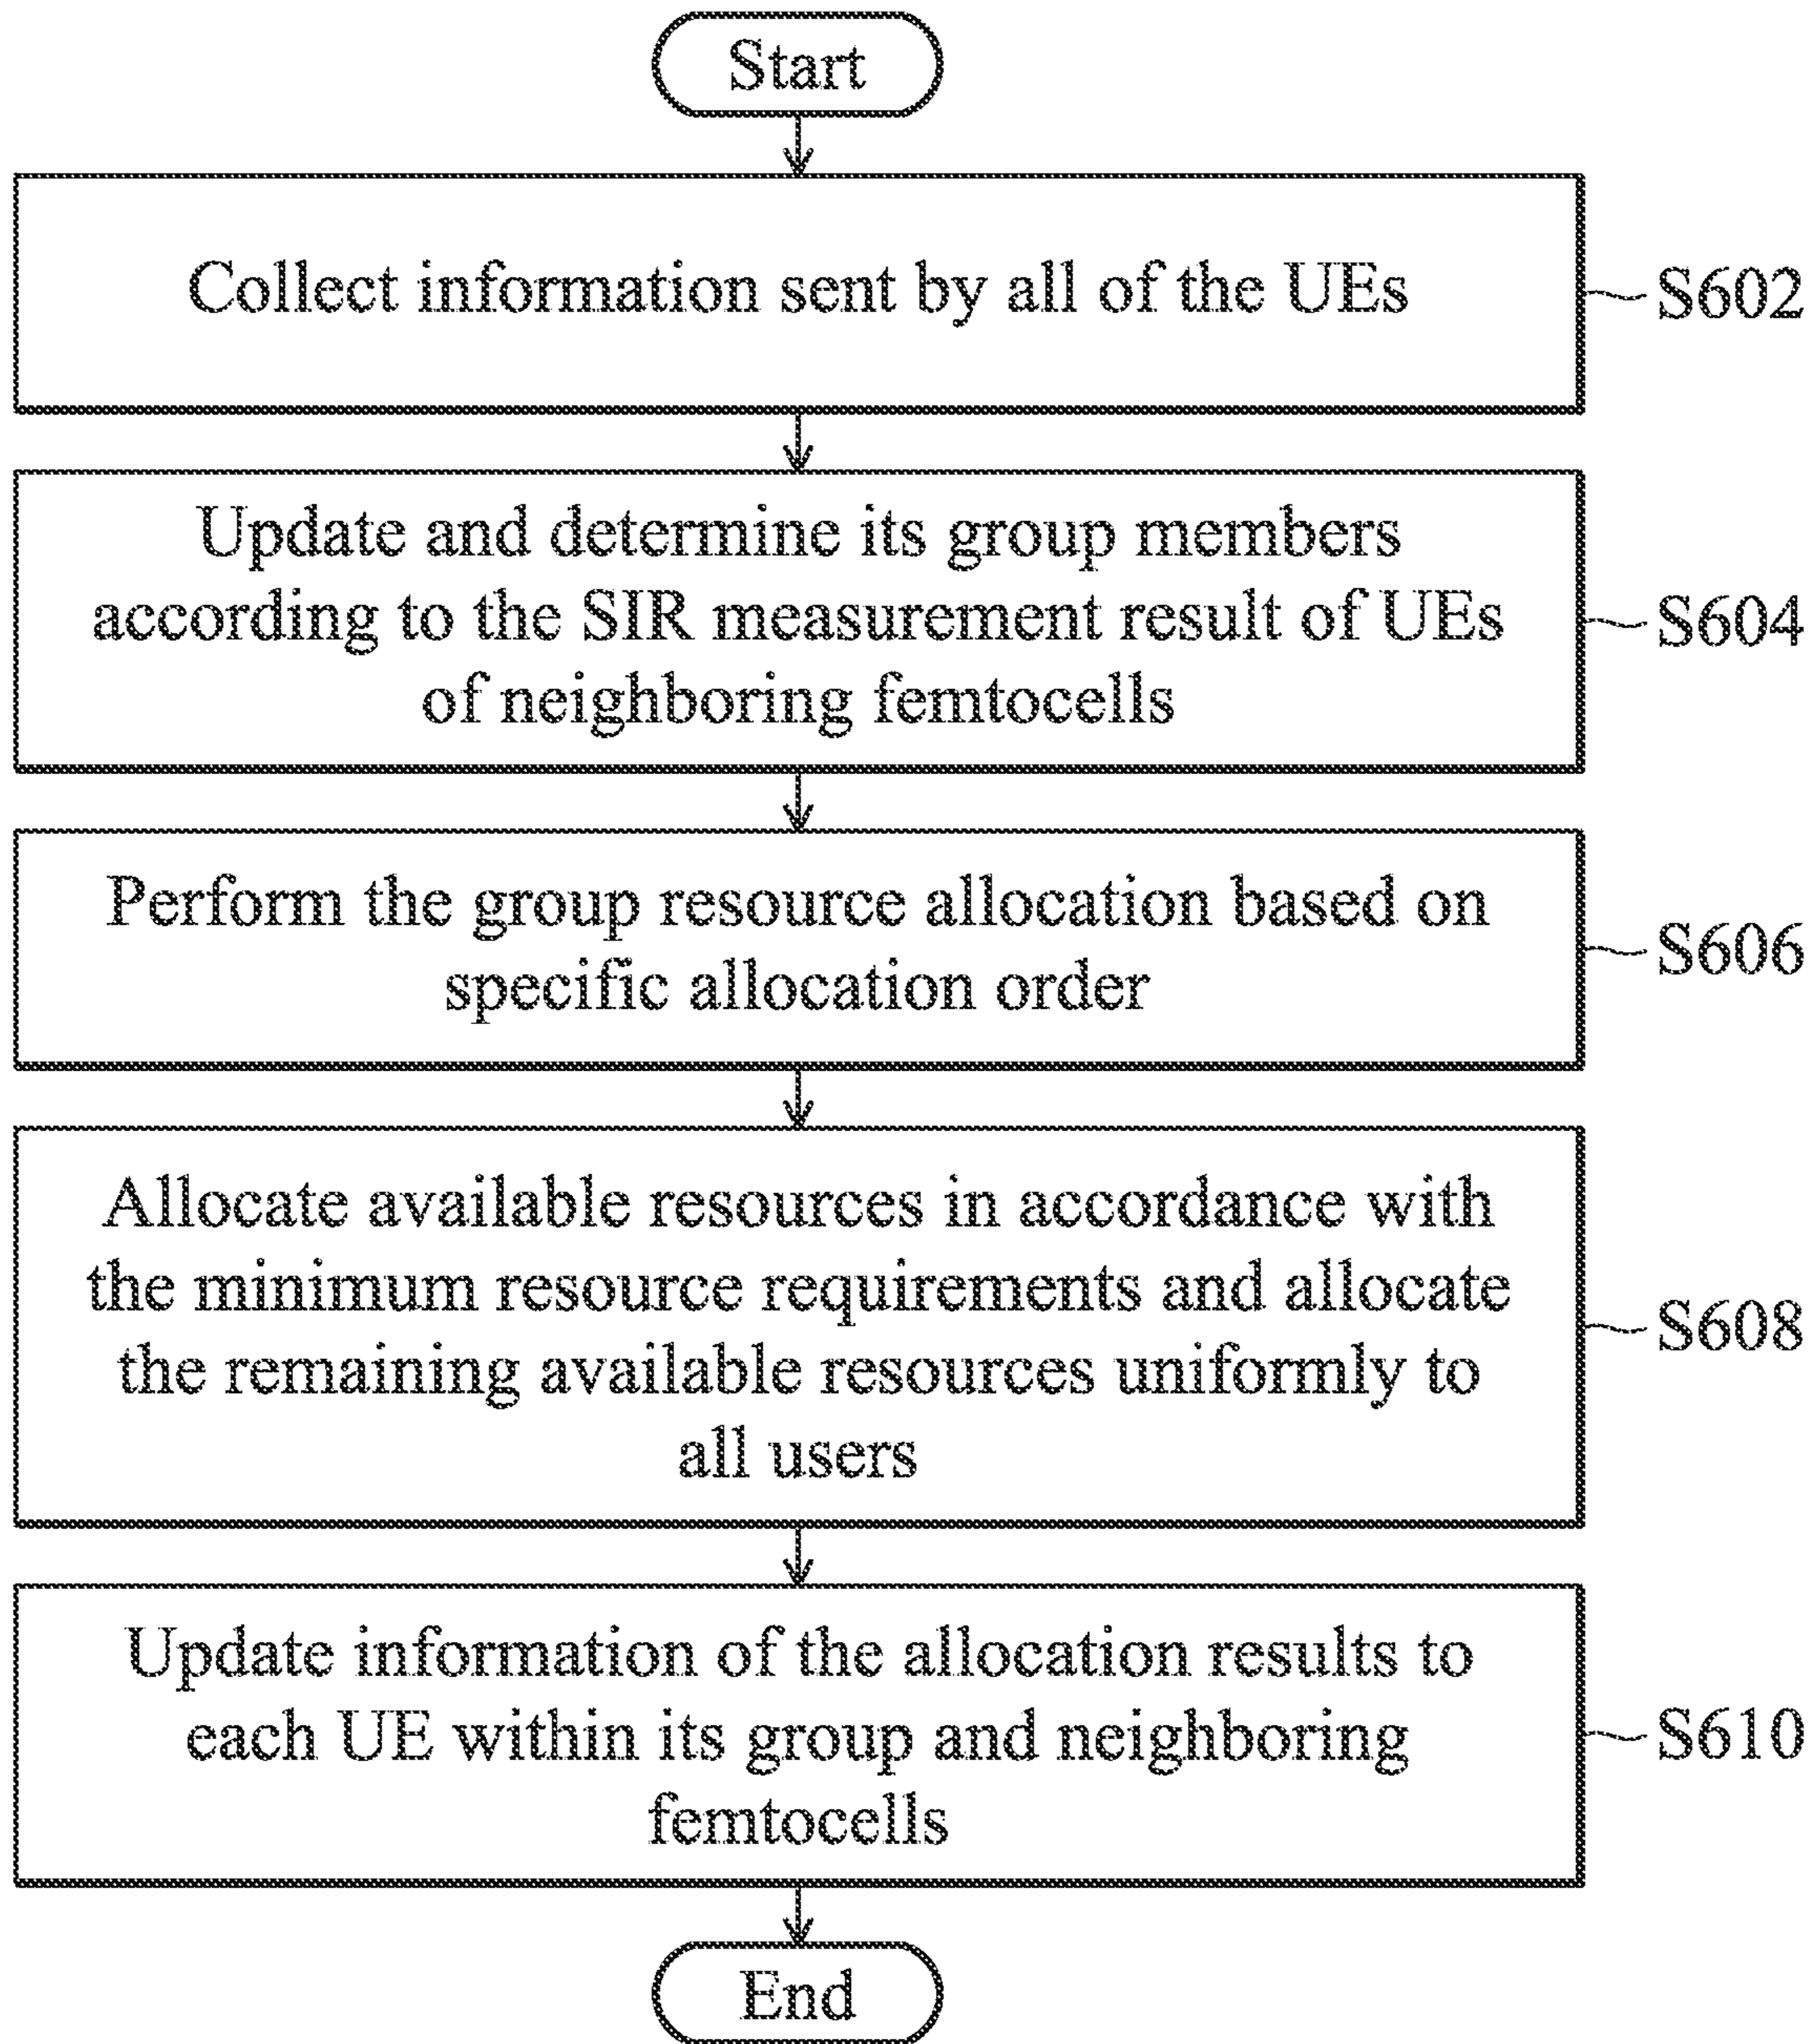 Start
Collect information sent by all of the UEs
S602
Update and determine its group members
according to the SIR measurement result of UEs
of neighboring femtocells
S604
Perform the group resource allocation based on
specific allocation order
S606
Allocate available resources in accordance with
the minimum resource requirements and allocate
the remaining available resources uniformly to
all users
S608
Update information of the allocation results to
each UE within its group and neighboring
femtocells
S610
End